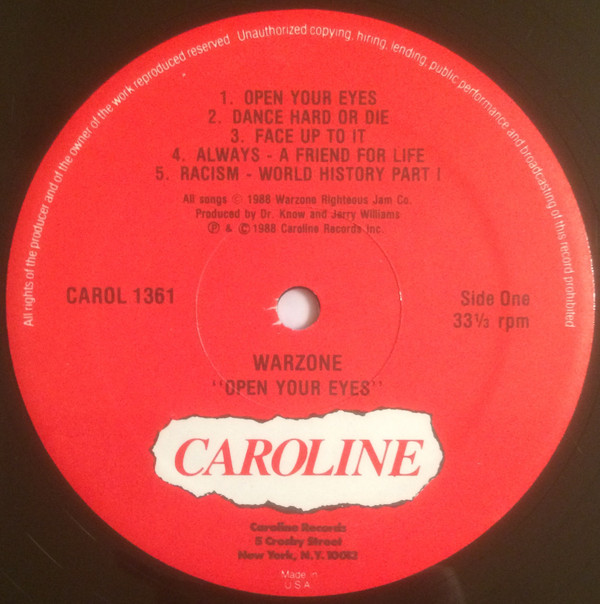 All rights of the producer and of the owner of the work reproduced reserved Unauthorized copying, hiring, lending, public performance and broadcasting of this record prohibited
1. OPEN YOUR EYES
2. DANCE HARD OR DIE
3. FACE UP TO IT
4. ALWAYS - A FRIEND FOR LIFE
5. RACISM - WORLD HISTORY PART I
All songs © 1988 Warzone Righteous Jam Co.
Produced by Dr. Know and Jerry Williams
℗ & © 1988 Caroline Records Inc.
CAROL 1361
Side One
33⅓ rpm
WARZONE
"OPEN YOUR EYES"
CAROLINE
Caroline Records
5 Crosby Street
New York, N.Y. 10012
Made in
U.S.A.